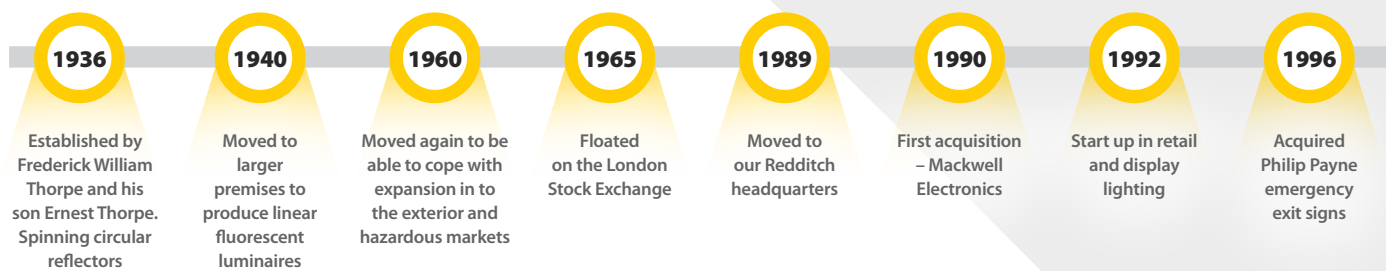 1936
Established by
Frederick William
Thorpe and his
son Ernest Thorpe.
Spinning circular
reflectors
1940
Moved to
larger
premises to
produce linear
fluorescent
luminaires
1960
Moved again to be
able to cope with
expansion in to
the exterior and
hazardous markets
1965
Floated
on the London
Stock Exchange
1989
Moved to
our Redditch
headquarters
1990
First acquisition
– Mackwell
Electronics
1992
Start up in retail
and display
lighting
1996
Acquired
Philip Payne
emergency
exit signs